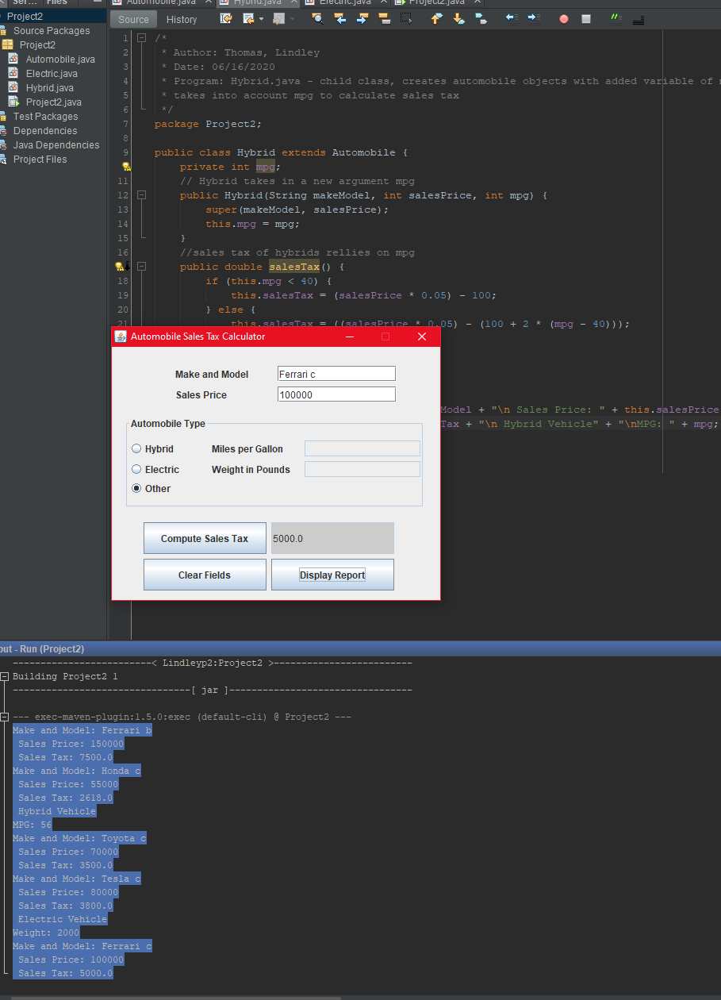 Ser... Files
Automobile.java Hybrid.java Electric.java Project2.java
Project2
Source Packages
Project2
Automobile.java
Electric.java
Hybrid.java
Project2.java
Test Packages
Dependencies
Java Dependencies
Project Files
Source History
1 /*
2 * Author: Thomas, Lindley
3 * Date: 06/16/2020
4 * Program: Hybrid.java - child class, creates automobile objects with added variable of
5 * takes into account mpg to calculate sales tax
6 */
7 package Project2;
8
9 public class Hybrid extends Automobile {
private int mpg;
11 // Hybrid takes in a new argument mpg
12 public Hybrid(String makeModel, int salesPrice, int mpg) {
13 super(makeModel, salesPrice);
14 this.mpg = mpg;
15 }
16 //sales tax of hybrids rellies on mpg
public double salesTax() {
18 if (this.mpg < 40) {
19 this.salesTax = (salesPrice * 0.05) - 100;
20 } else {
21 this.salesTax = ((salesPrice * 0.05) - (100 + 2 * (mpg - 40)));
Model + "\n Sales Price: " + this.salesPrice
Tax + "\n Hybrid Vehicle" + "\nMPG: " + mpg;
Automobile Sales Tax Calculator
Make and Model Ferrari c
Sales Price 100000
Automobile Type
Hybrid Miles per Gallon
Electric Weight in Pounds
Other
Compute Sales Tax 5000.0
Clear Fields Display Report
put - Run (Project2)
-------------------------< Lindleyp2:Project2 >-------------------------
Building Project2 1
--------------------------------[ jar ]---------------------------------
--- exec-maven-plugin:1.5.0:exec (default-cli) @ Project2 ---
Make and Model: Ferrari b
Sales Price: 150000
Sales Tax: 7500.0
Make and Model: Honda c
Sales Price: 55000
Sales Tax: 2618.0
Hybrid Vehicle
MPG: 56
Make and Model: Toyota c
Sales Price: 70000
Sales Tax: 3500.0
Make and Model: Tesla c
Sales Price: 80000
Sales Tax: 3800.0
Electric Vehicle
Weight: 2000
Make and Model: Ferrari c
Sales Price: 100000
Sales Tax: 5000.0